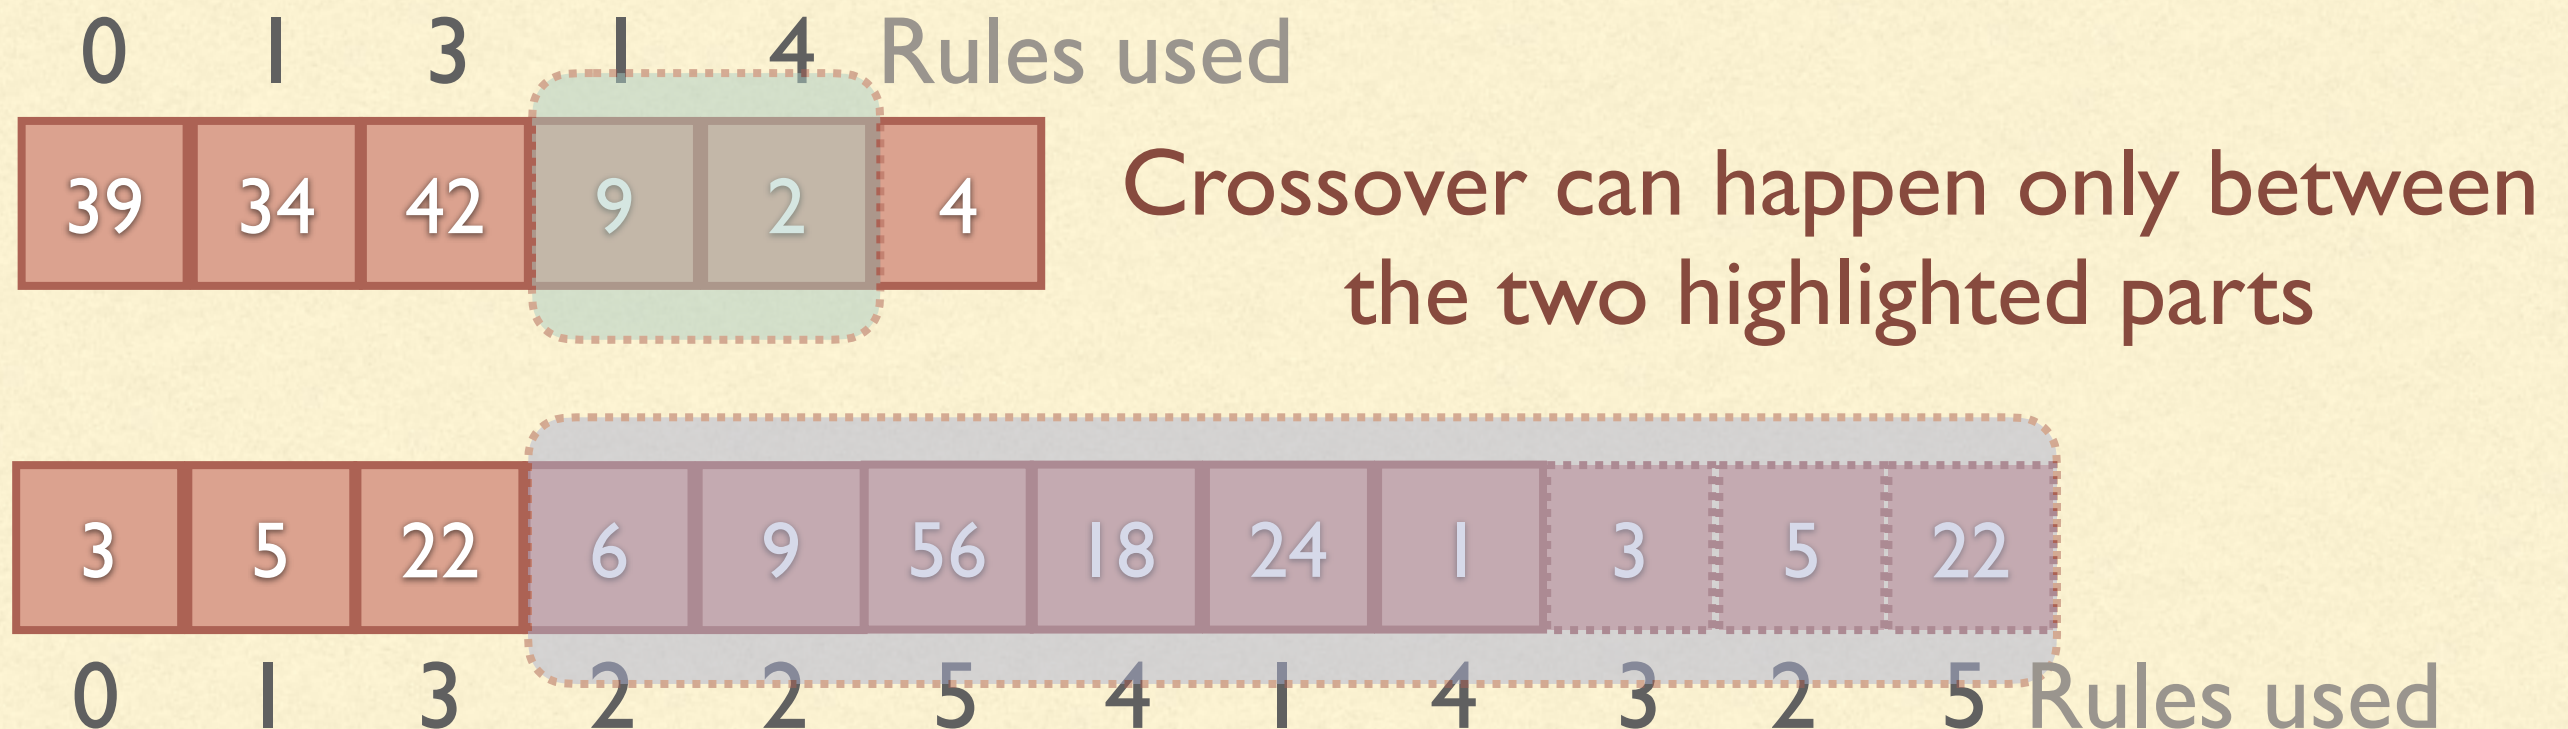 0 1 3 1 4 Rules used
39 34 42 9 2 4
Crossover can happen only between
the two highlighted parts
3 5 22 6 9 56 18 24 1 3 5 22
0 1 3 2 2 5 4 1 4 3 2 5 Rules used